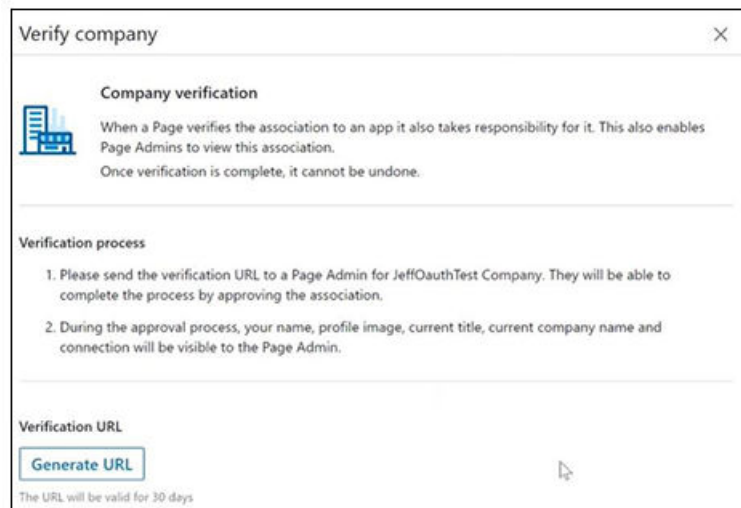 Verify company
Company verification
When a Page verifies the association to an app it also takes responsibility for it. This also enables
Page Admins to view this association.
Once verification is complete, it cannot be undone.
Verification process
1. Please send the verification URL to a Page Admin for JeffOauthTest Company. They will be able to
complete the process by approving the association.
2. During the approval process, your name, profile image, current title, current company name and
connection will be visible to the Page Admin.
Verification URL
Generate URL
The URL will be valid for 30 days